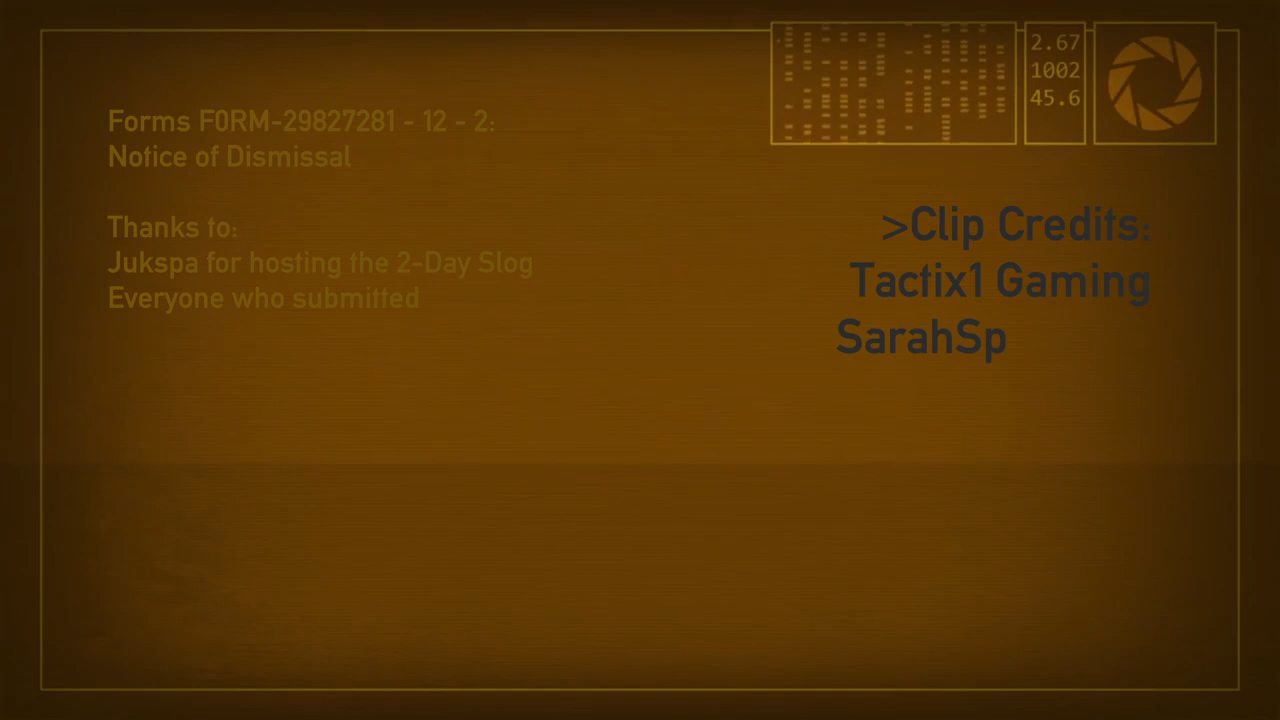 Forms F0RM-29827281 - 12 - 2:
Notice of Dismissal
Thanks to:
Jukspa for hosting the 2-Day Slog
Everyone who submitted
2.67
1002
45.6
>Clip Credits:
Tactix1 Gaming
SarahSp